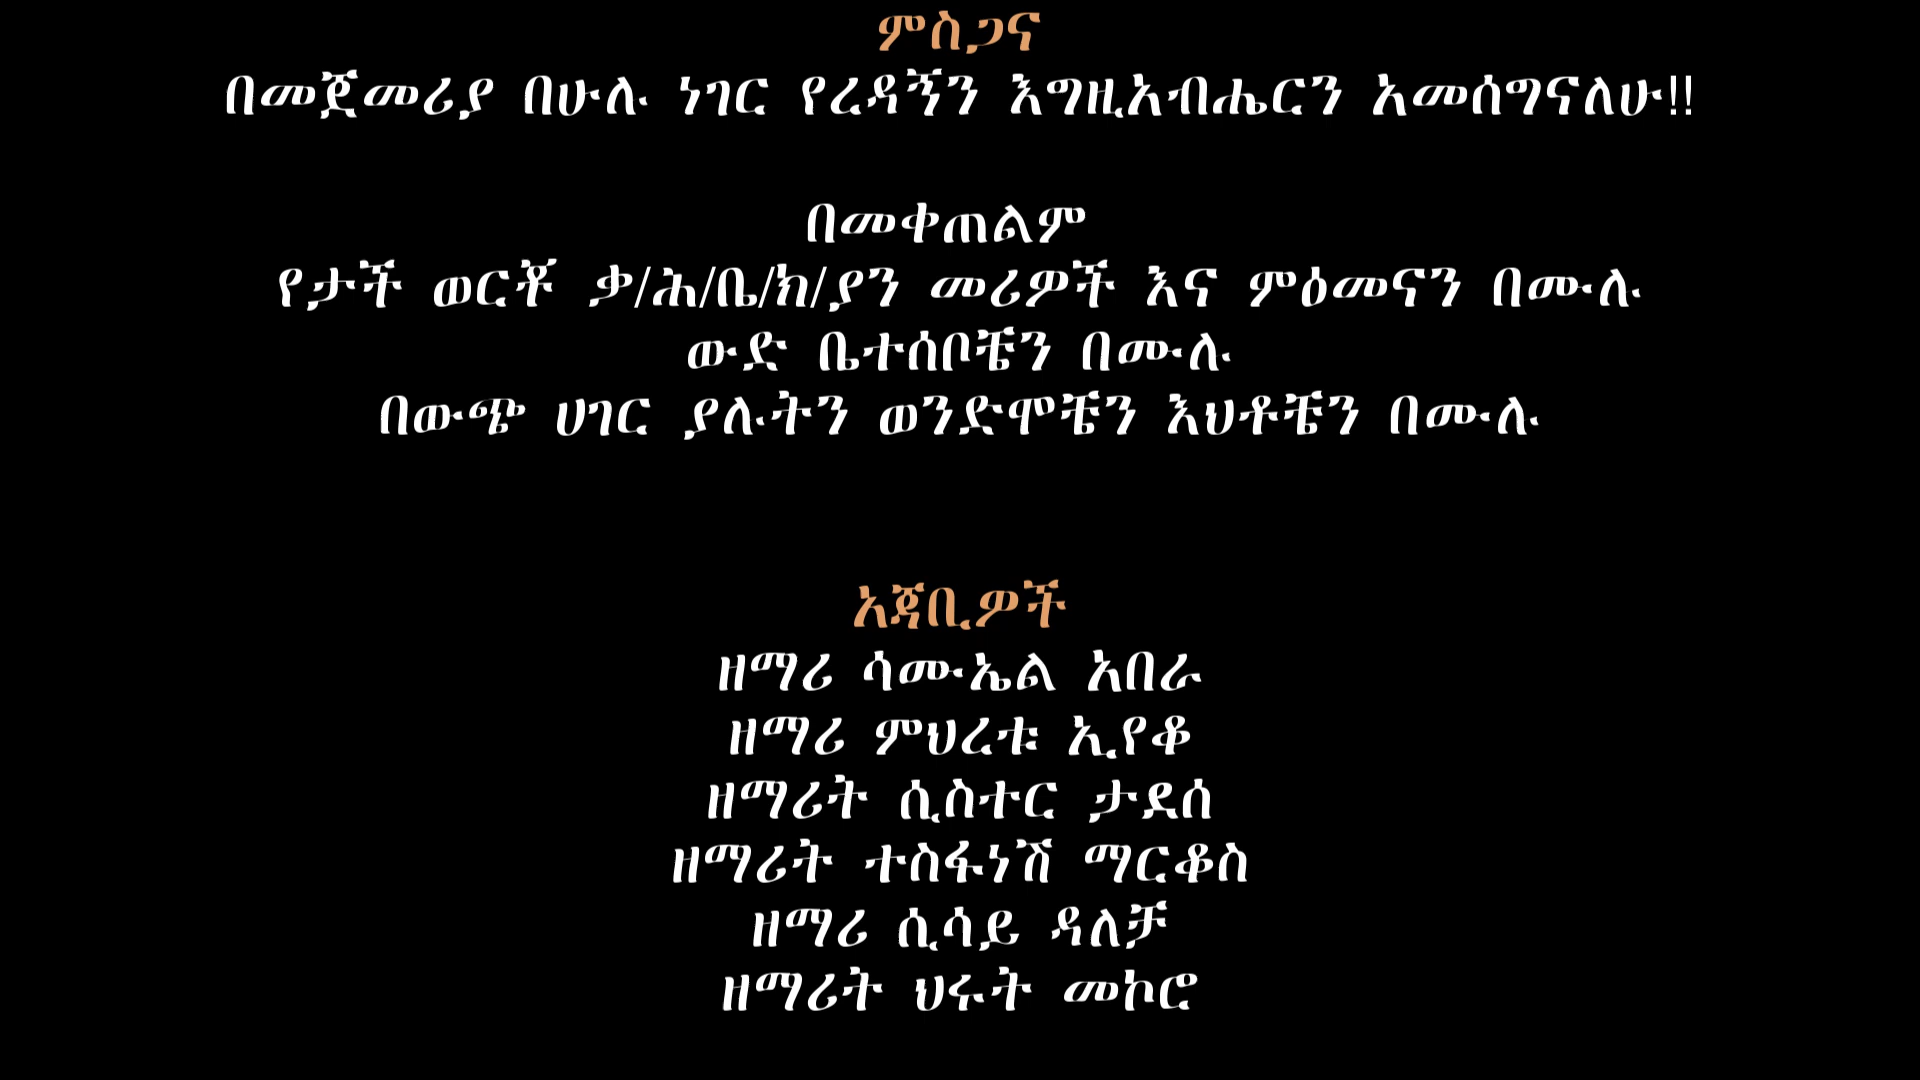 ምስጋና
በመጀመሪያ በሁሉ ነገር የረዳኝን እግዚአብሔርን አመሰግናለሁ!!
በመቀጠልም
የታች ወርቾ ቃ/ሕ/ቤ/ክ/ያን መሪዎች እና ምዕመናን በሙሉ
ውድ ቤተሰቦቼን በሙሉ
በውጭ ሀገር ያሉትን ወንድሞቼን እህቶቼን በሙሉ
አጃቢዎች
ዘማሪ ሳሙኤል አበራ
ዘማሪ ምህረቱ ኢየቆ
ዘማሪት ሲስተር ታደሰ
ዘማሪት ተስፋነሽ ማርቆስ
ዘማሪ ሲሳይ ዳለቻ
ዘማሪት ህሩት መኮሮ